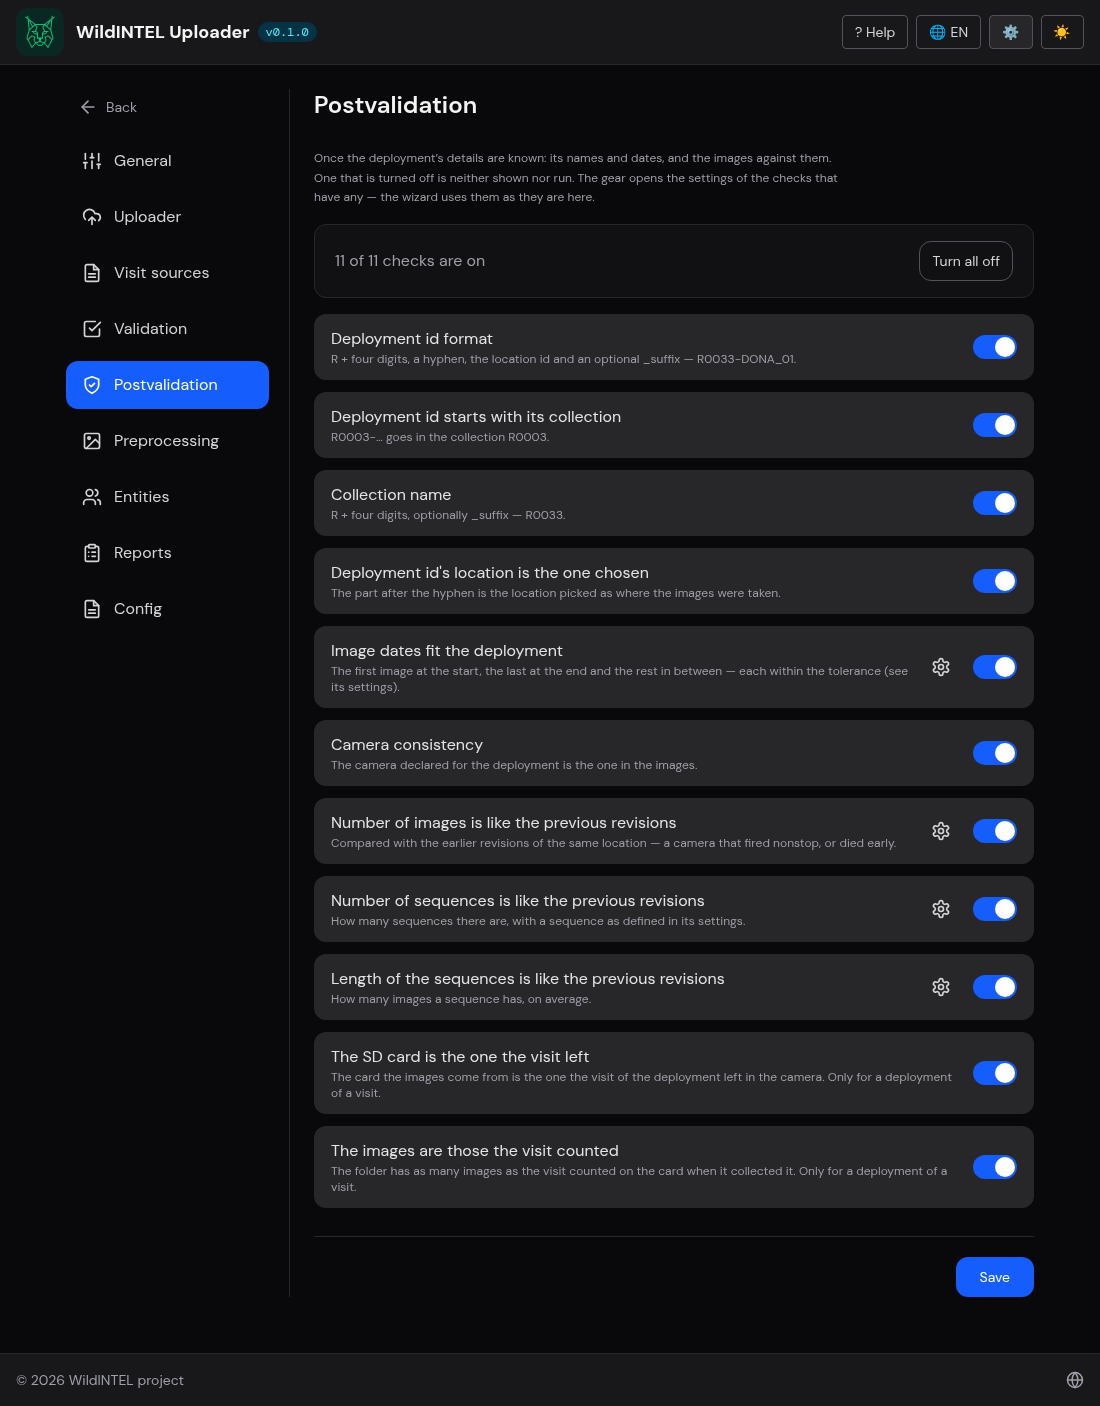 WildINTEL Uploader v0.1.0
? Help
EN
Back
General
Uploader
Visit sources
Validation
Postvalidation
Preprocessing
Entities
Reports
Config
Postvalidation
Once the deployment's details are known: its names and dates, and the images against them.
One that is turned off is neither shown nor run. The gear opens the settings of the checks that
have any — the wizard uses them as they are here.
11 of 11 checks are on
Turn all off
Deployment id format
R + four digits, a hyphen, the location id and an optional _suffix — R0033-DONA_01.
Deployment id starts with its collection
R0003-… goes in the collection R0003.
Collection name
R + four digits, optionally _suffix — R0033.
Deployment id's location is the one chosen
The part after the hyphen is the location picked as where the images were taken.
Image dates fit the deployment
The first image at the start, the last at the end and the rest in between — each within the tolerance (see
its settings).
Camera consistency
The camera declared for the deployment is the one in the images.
Number of images is like the previous revisions
Compared with the earlier revisions of the same location — a camera that fired nonstop, or died early.
Number of sequences is like the previous revisions
How many sequences there are, with a sequence as defined in its settings.
Length of the sequences is like the previous revisions
How many images a sequence has, on average.
The SD card is the one the visit left
The card the images come from is the one the visit of the deployment left in the camera. Only for a deployment
of a visit.
The images are those the visit counted
The folder has as many images as the visit counted on the card when it collected it. Only for a deployment of a
visit.
Save
© 2026 WildINTEL project